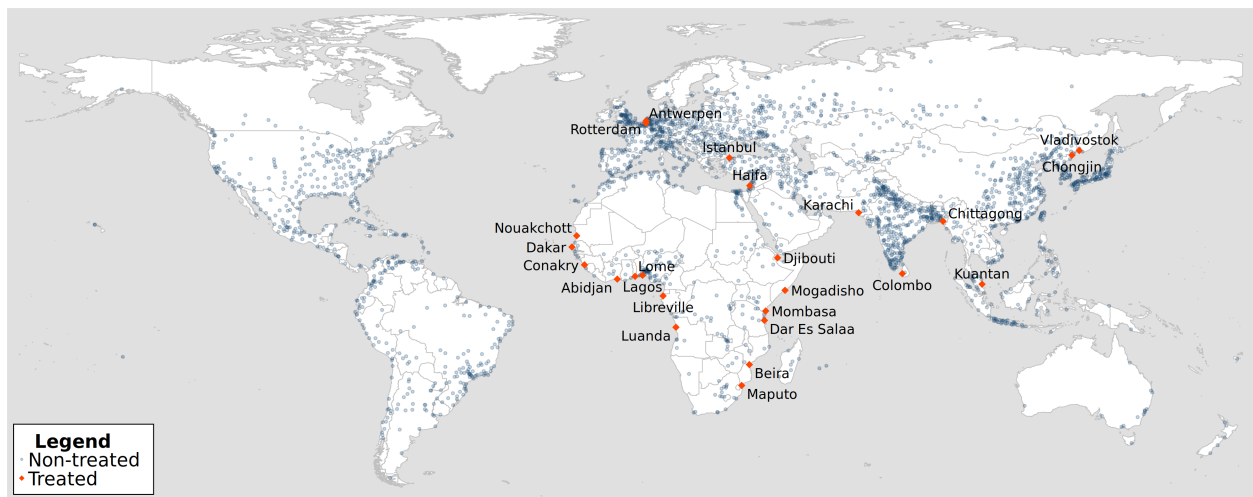 Antwerpen
Rotterdam
Istanbul
Vladivostok
Chongjin
Haifa
Karachi
Chittagong
Nouakchott
Dakar
Conakry
Lome
Djibouti
Kuantan
Abidjan
Lagos
Colombo
Mogadisho
Libreville
Mombasa
Luanda
Dar Es Salaa
Beira
Maputo
Legend
Non-treated
Treated